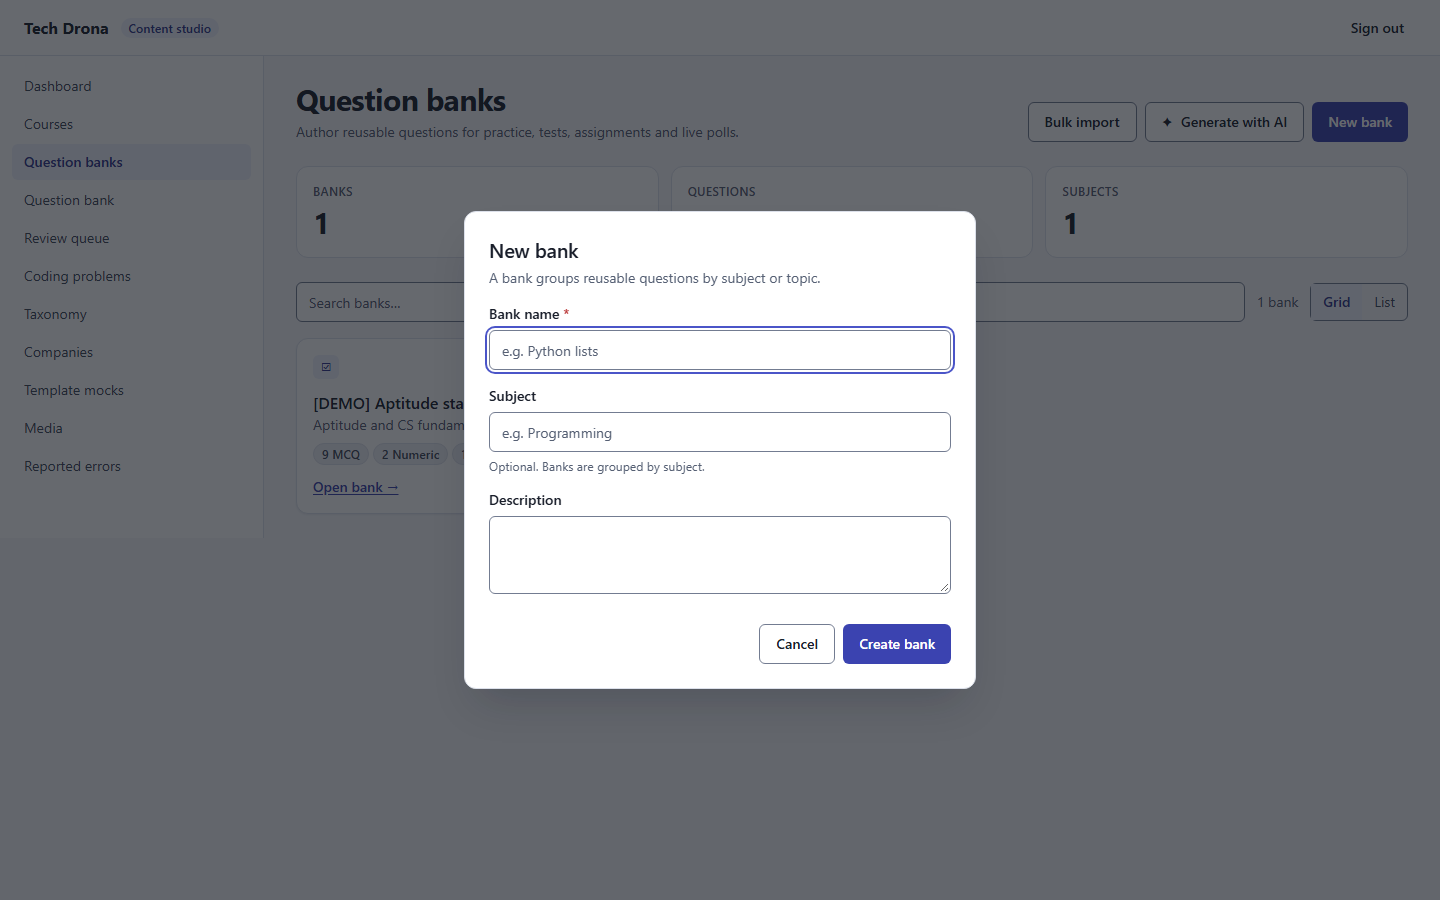 Tech Drona
Content studio
Sign out
Dashboard
Courses
Question banks
Question bank
Review queue
Coding problems
Taxonomy
Companies
Template mocks
Media
Reported errors
Question banks
Author reusable questions for practice, tests, assignments and live polls.
Bulk import
✦ Generate with AI
New bank
BANKS
1
QUESTIONS
SUBJECTS
1
Search banks...
1 bank
Grid
List
[DEMO] Aptitude
Aptitude and CS
9 MCQ
2 Numeric
Open bank →
New bank
A bank groups reusable questions by subject or topic.
Bank name *
e.g. Python lists
Subject
e.g. Programming
Optional. Banks are grouped by subject.
Description
Cancel
Create bank